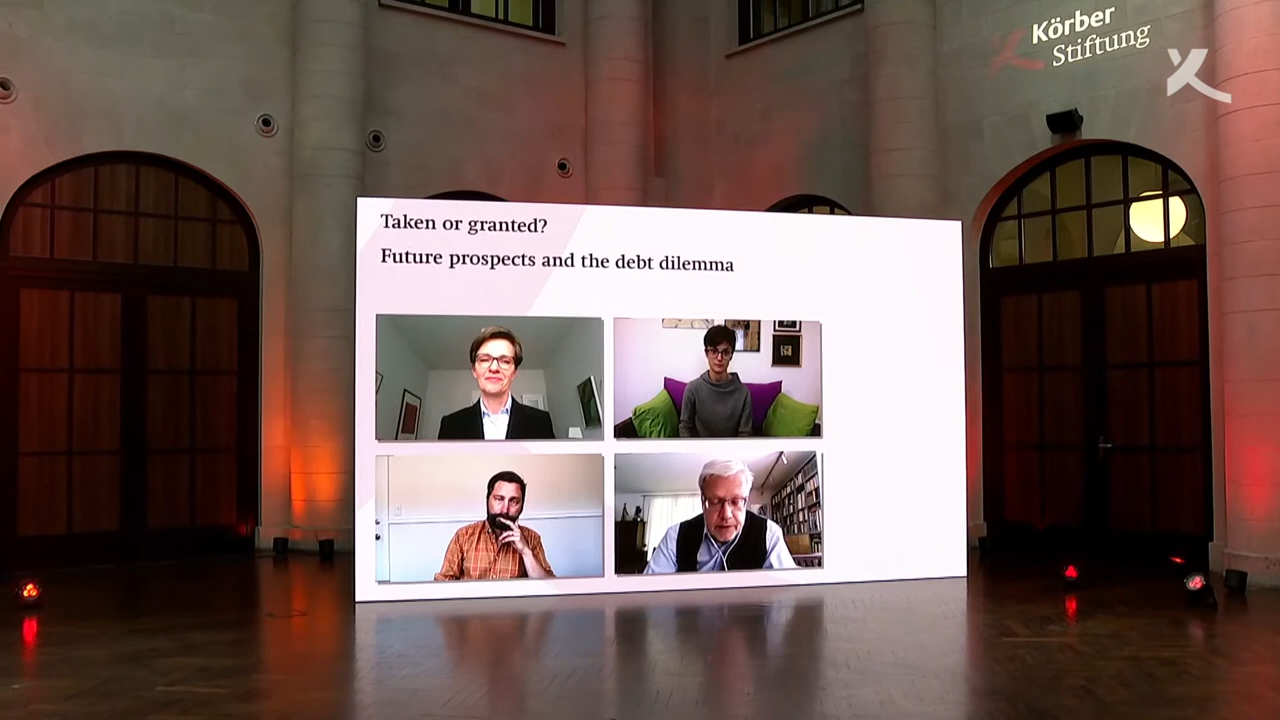 Körber
Stiftung
Taken or granted?
Future prospects and the debt dilemma